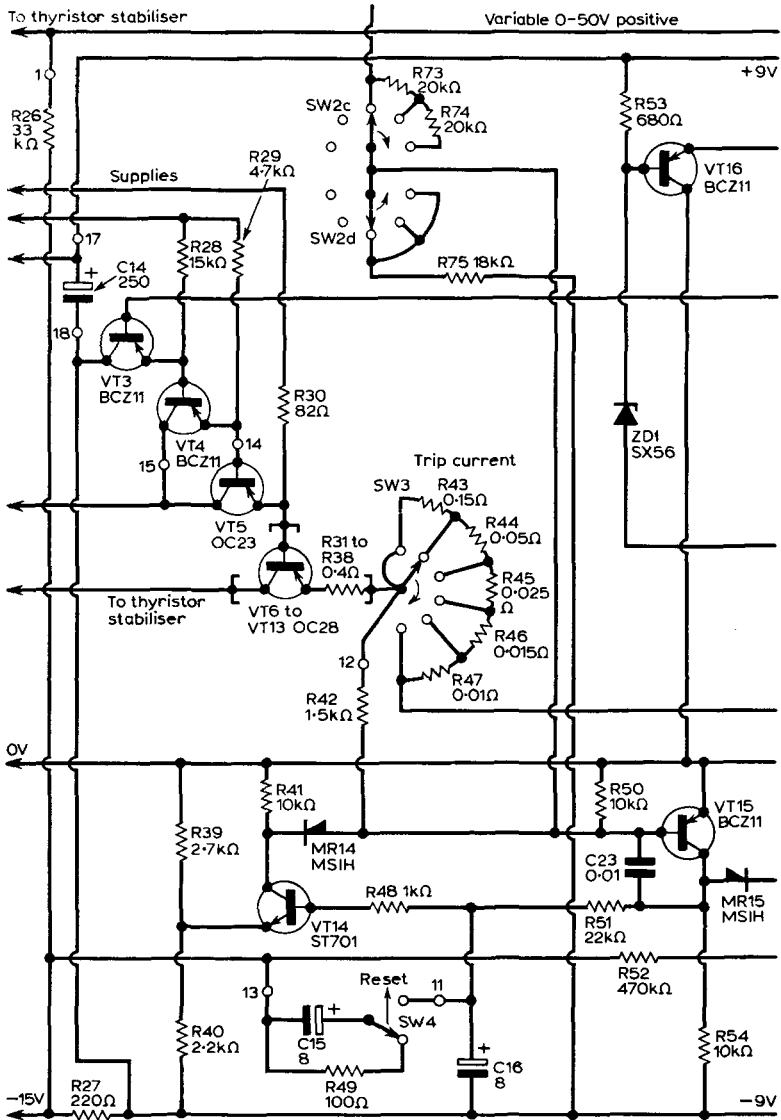 To thyristor stabiliser
Variable 0-50V positive
1
+9V
R73
20kΩ
SW2c
R74
20kΩ
R53
680Ω
R26
33
kΩ
R29
4·7kΩ
VT16
BCZ11
Supplies
17
R28
15kΩ
SW2d
C14
250
+
R75 18kΩ
18
VT3
BCZ11
R30
82Ω
VT4
BCZ11
14
15
ZD1
SX56
Trip current
SW3
R43
0·15Ω
VT5
OC23
R44
0·05Ω
R31 to
R38
0·4Ω
R45
0·025
Ω
To thyristor
stabiliser
VT6 to
VT13 OC28
R46
0·015Ω
12
R47
0·01Ω
R42
1·5kΩ
0V
R41
10kΩ
R50
10kΩ
VT15
BCZ11
R39
2·7kΩ
MR14
MSIH
C23
0·01
MR15
MSIH
R48 1kΩ
VT14
ST701
R51
22kΩ
R52
470kΩ
Reset
13
11
+
SW4
C15
8
R40
2·2kΩ
R54
10kΩ
+
C16
8
R49
100Ω
-15V
R27
220Ω
-9V